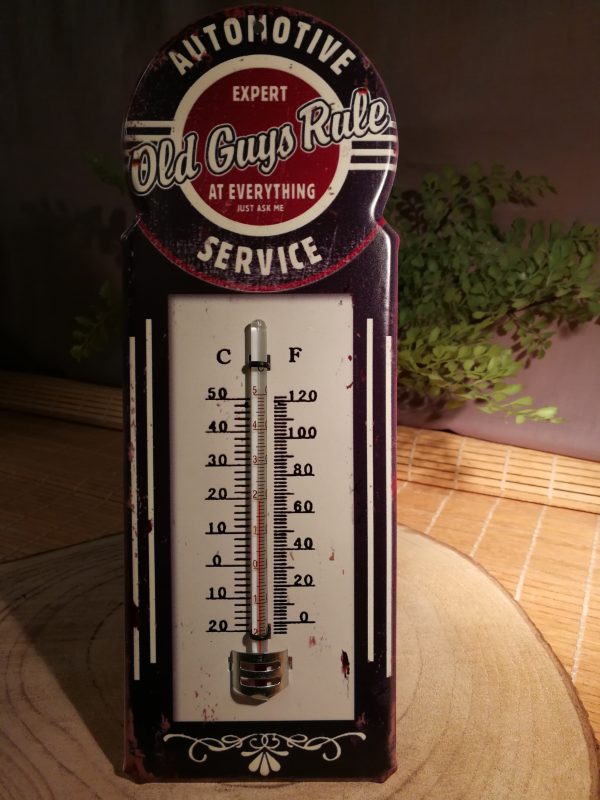 AUTOMOTIVE
EXPERT
Old Guys Rule
AT EVERYTHING
JUST ASK ME
SERVICE
C F
50 120
40 100
30 80
20 60
10 40
0 20
10 0
20